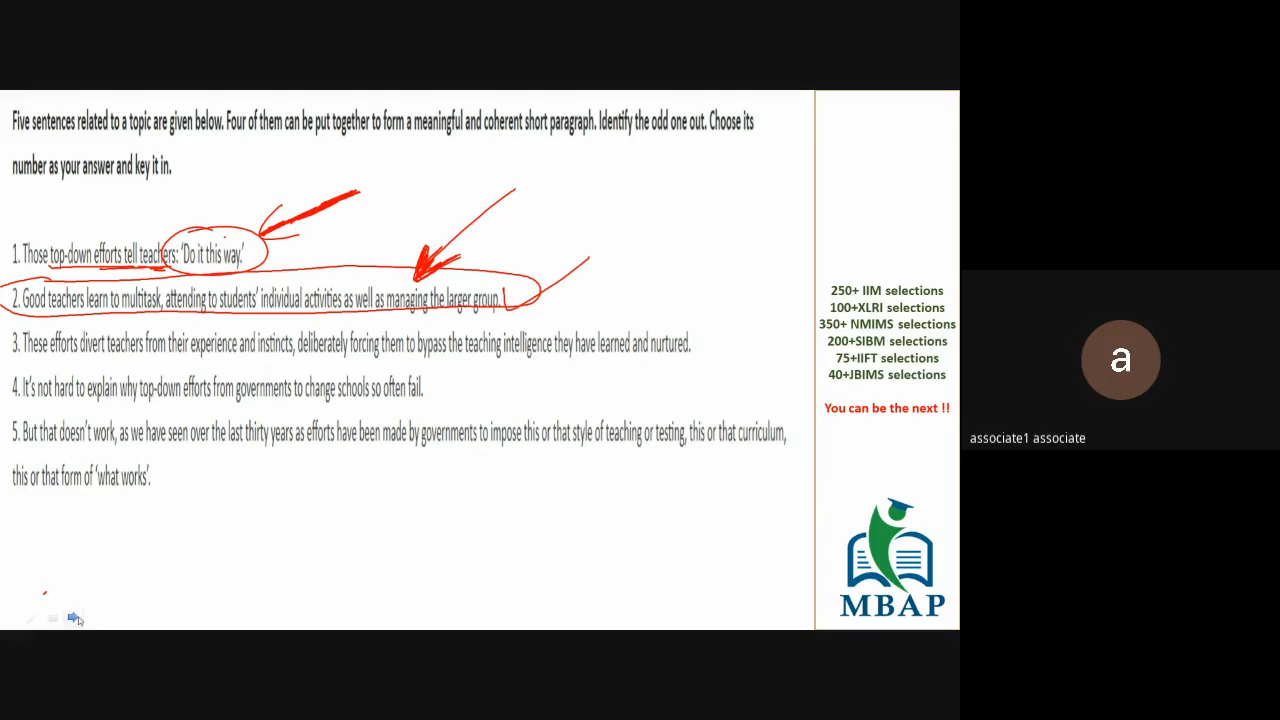 Five sentences related to a topic are given below. Four of them can be put together to form a meaningful and coherent short paragraph. Identify the odd one out. Choose its
number as your answer and key it in.
1. Those top-down efforts tell teachers: ‘Do it this way.’
2. Good teachers learn to multitask, attending to students’ individual activities as well as managing the larger group.
3. These efforts divert teachers from their experience and instincts, deliberately forcing them to bypass the teaching intelligence they have learned and nurtured.
4. It’s not hard to explain why top-down efforts from governments to change schools so often fail.
5. But that doesn’t work, as we have seen over the last thirty years as efforts have been made by governments to impose this or that style of teaching or testing, this or that curriculum,
this or that form of ‘what works’.
250+ IIM selections
100+XLRI selections
350+ NMIMS selections
200+SIBM selections
75+IIFT selections
40+JBIMS selections
You can be the next !!
MBAP
a
associate1 associate